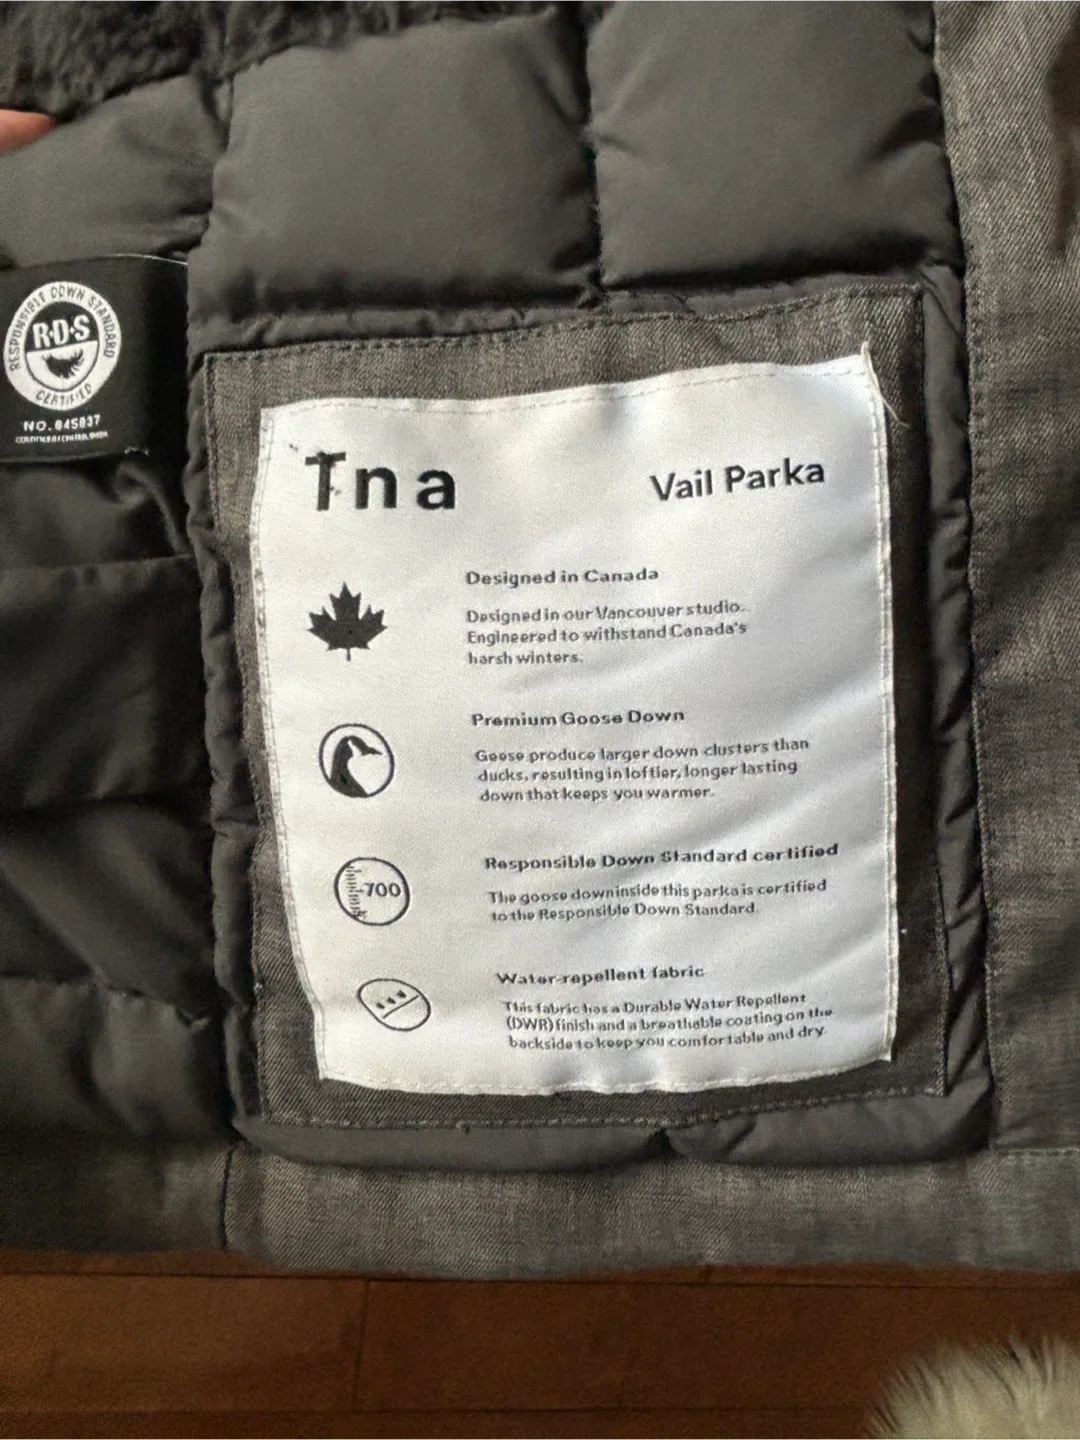 RESPONSIBLE DOWN STANDARD
R·D·S
CERTIFIED
NO. 845837
Tna
Vail Parka
Designed in Canada
Designed in our Vancouver studio.
Engineered to withstand Canada's
harsh winters.
Premium Goose Down
Geese produce larger down clusters than
ducks, resulting in loftier, longer lasting
down that keeps you warmer.
700
Responsible Down Standard certified
The goose down inside this parka is certified
to the Responsible Down Standard.
Water-repellent fabric
This fabric has a Durable Water Repellent
(DWR) finish and a breathable coating on the
backside to keep you comfortable and dry.